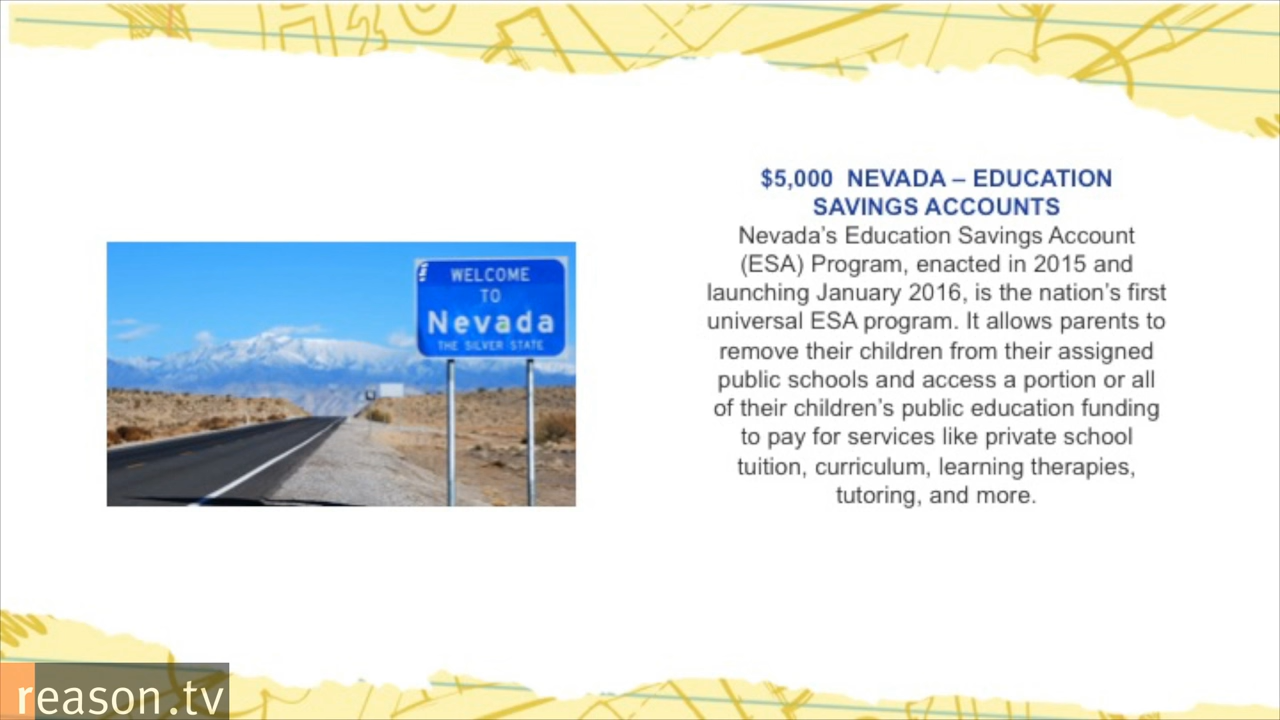 WELCOME
TO
Nevada
THE SILVER STATE
$5,000 NEVADA – EDUCATION
SAVINGS ACCOUNTS
Nevada’s Education Savings Account
(ESA) Program, enacted in 2015 and
launching January 2016, is the nation’s first
universal ESA program. It allows parents to
remove their children from their assigned
public schools and access a portion or all
of their children’s public education funding
to pay for services like private school
tuition, curriculum, learning therapies,
tutoring, and more.
reason.tv